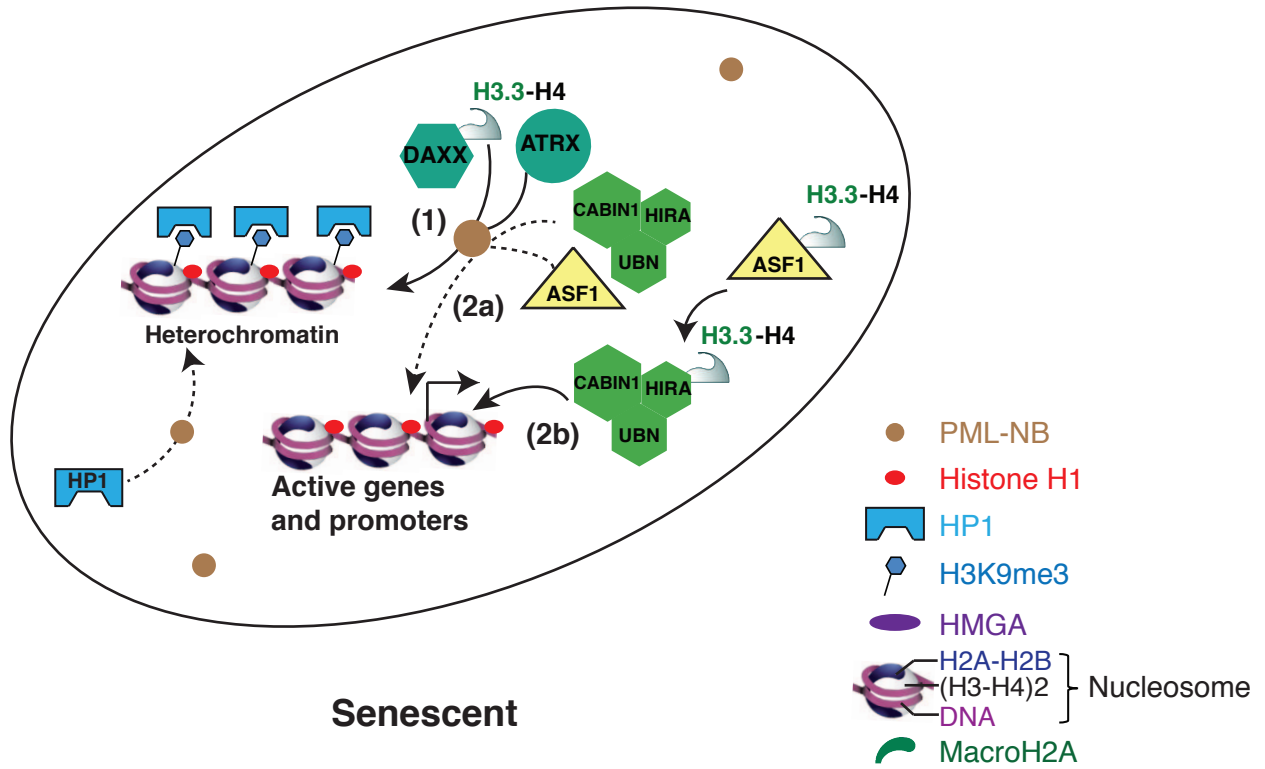 H3.3-H4
DAXX
ATRX
(1)
CABIN1
HIRA
UBN
ASF1
(2a)
H3.3-H4
ASF1
Heterochromatin
H3.3-H4
CABIN1
HIRA
UBN
(2b)
HP1
Active genes
and promoters
Senescent
PML-NB
Histone H1
HP1
H3K9me3
HMGA
H2A-H2B
(H3-H4)2
DNA
Nucleosome
MacroH2A